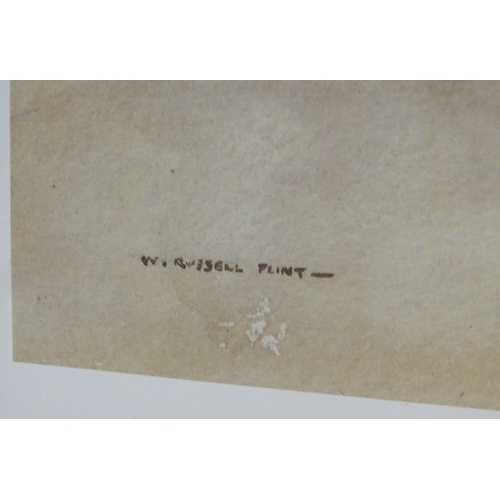 W. RUSSELL FLINT —